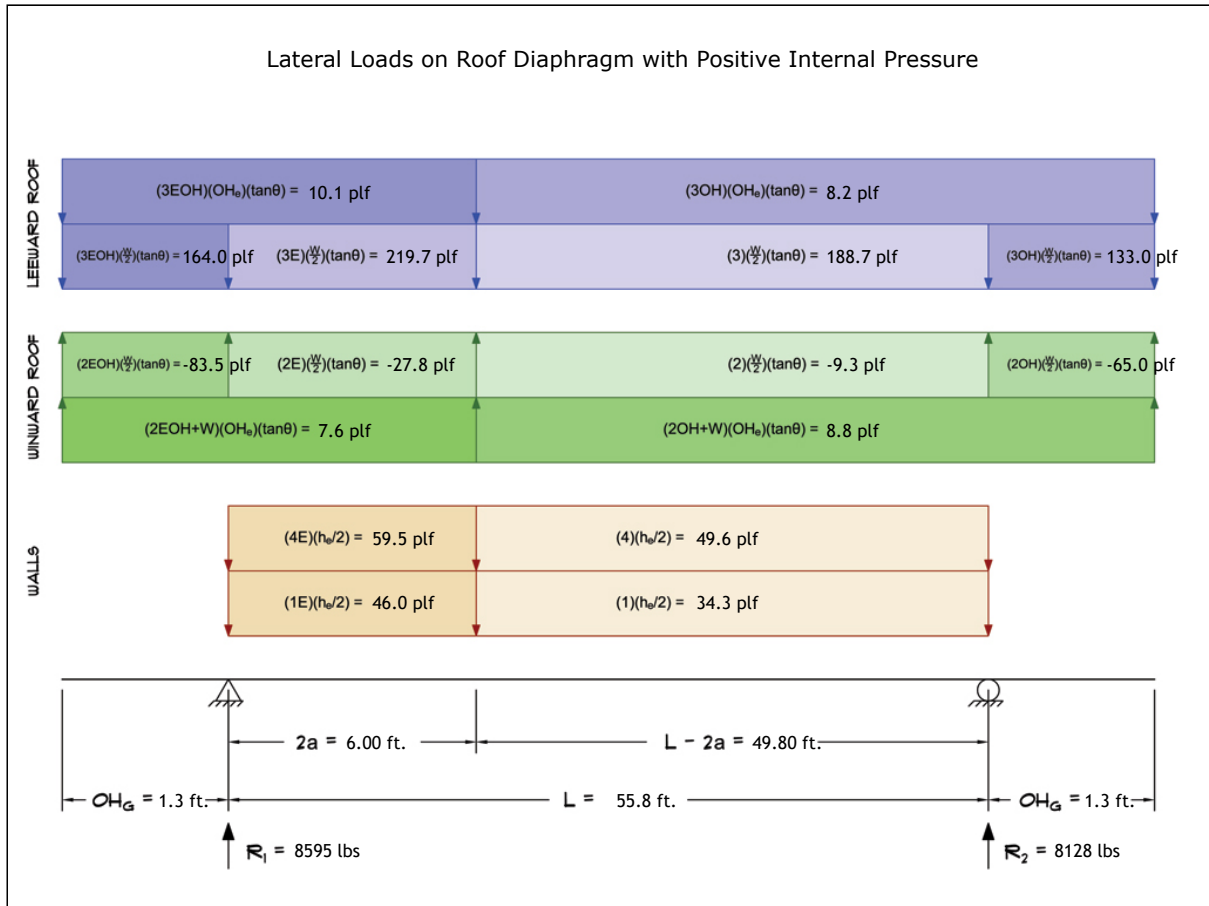 Lateral Loads on Roof Diaphragm with Positive Internal Pressure
LEEWARD ROOF
(3EOH)(OHₑ)(tanθ) = 10.1 plf
(3OH)(OHₑ)(tanθ) = 8.2 plf
(3EOH)(W/2)(tanθ) = 164.0 plf
(3E)(W/2)(tanθ) = 219.7 plf
(3)(W/2)(tanθ) = 188.7 plf
(3OH)(W/2)(tanθ) = 133.0 plf
WINWARD ROOF
(2EOH)(W/2)(tanθ) = -83.5 plf
(2E)(W/2)(tanθ) = -27.8 plf
(2)(W/2)(tanθ) = -9.3 plf
(2OH)(W/2)(tanθ) = -65.0 plf
(2EOH+W)(OHₑ)(tanθ) = 7.6 plf
(2OH+W)(OHₑ)(tanθ) = 8.8 plf
WALLS
(4E)(hₑ/2) = 59.5 plf
(4)(hₑ/2) = 49.6 plf
(1E)(hₑ/2) = 46.0 plf
(1)(hₑ/2) = 34.3 plf
2a = 6.00 ft.
L - 2a = 49.80 ft.
OH_G = 1.3 ft.
L = 55.8 ft.
OH_G = 1.3 ft.
R₁ = 8595 lbs
R₂ = 8128 lbs